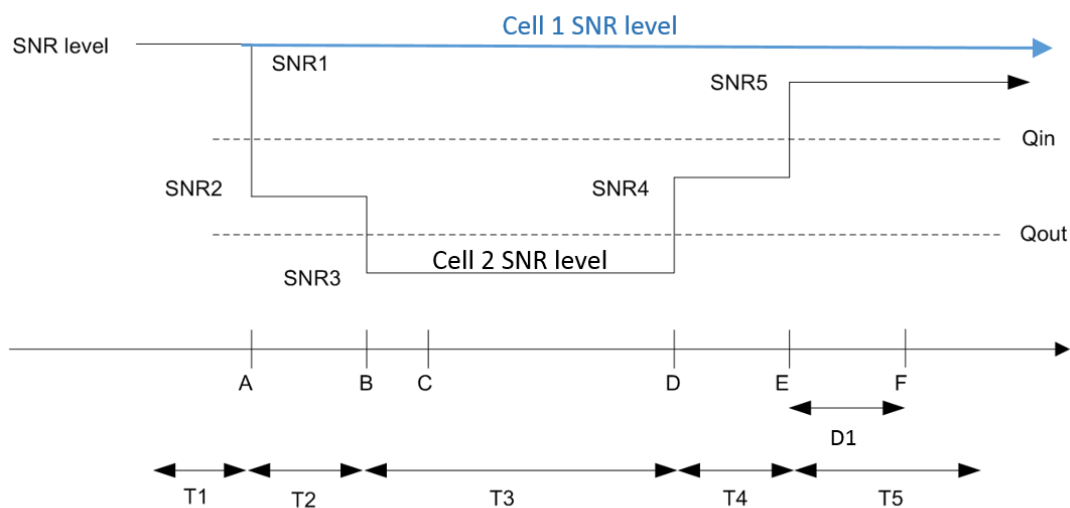 Cell 1 SNR level
SNR level
SNR1
SNR5
Qin
SNR2
SNR4
Qout
Cell 2 SNR level
SNR3
A B C D E F
D1
T1 T2 T3 T4 T5